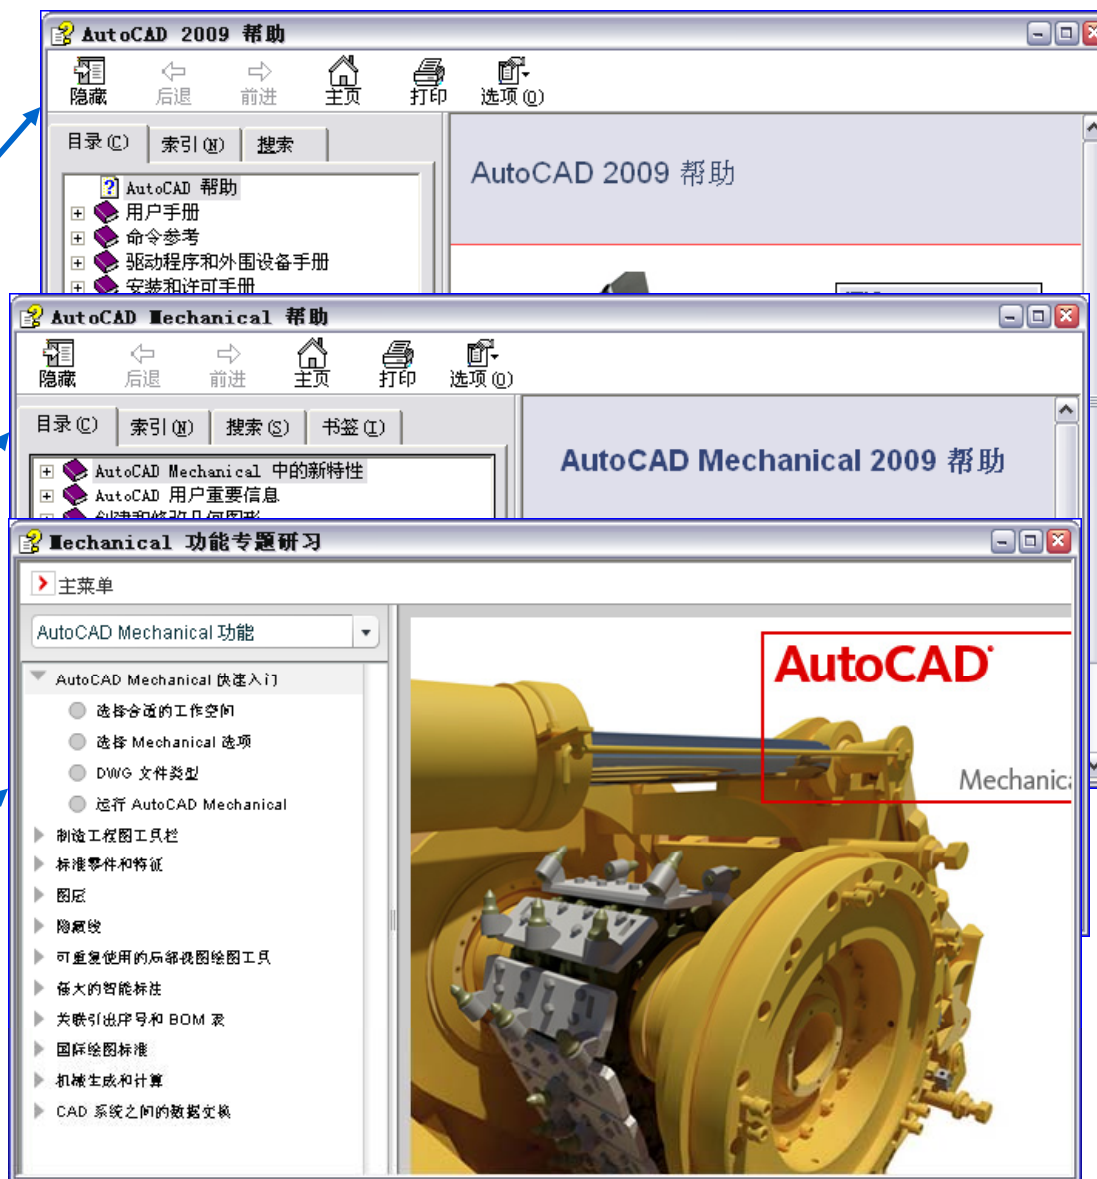 AutoCAD 2009 帮助
隐藏 后退 前进 主页 打印 选项(O)
目录(C) 索引(N) 搜索
AutoCAD 2009 帮助
AutoCAD 帮助
用户手册
命令参考
驱动程序和外围设备手册
安装和许可手册
AutoCAD Mechanical 帮助
隐藏 后退 前进 主页 打印 选项(O)
目录(C) 索引(N) 搜索(S) 书签(I)
AutoCAD Mechanical 2009 帮助
AutoCAD Mechanical 中的新特性
AutoCAD 用户重要信息
创建和修改几何图形
Mechanical 功能专题研习
主菜单
AutoCAD Mechanical 功能
AutoCAD Mechanical 快速入门
选择合适的工作空间
选择 Mechanical 选项
DWG 文件类型
运行 AutoCAD Mechanical
制造工程图工具栏
标准零件和特征
图层
隐藏线
可重复使用的局部视图绘图工具
强大的智能标注
关联引出序号和 BOM 表
国际绘图标准
机械生成和计算
CAD 系统之间的数据交换
AutoCAD
Mechanica